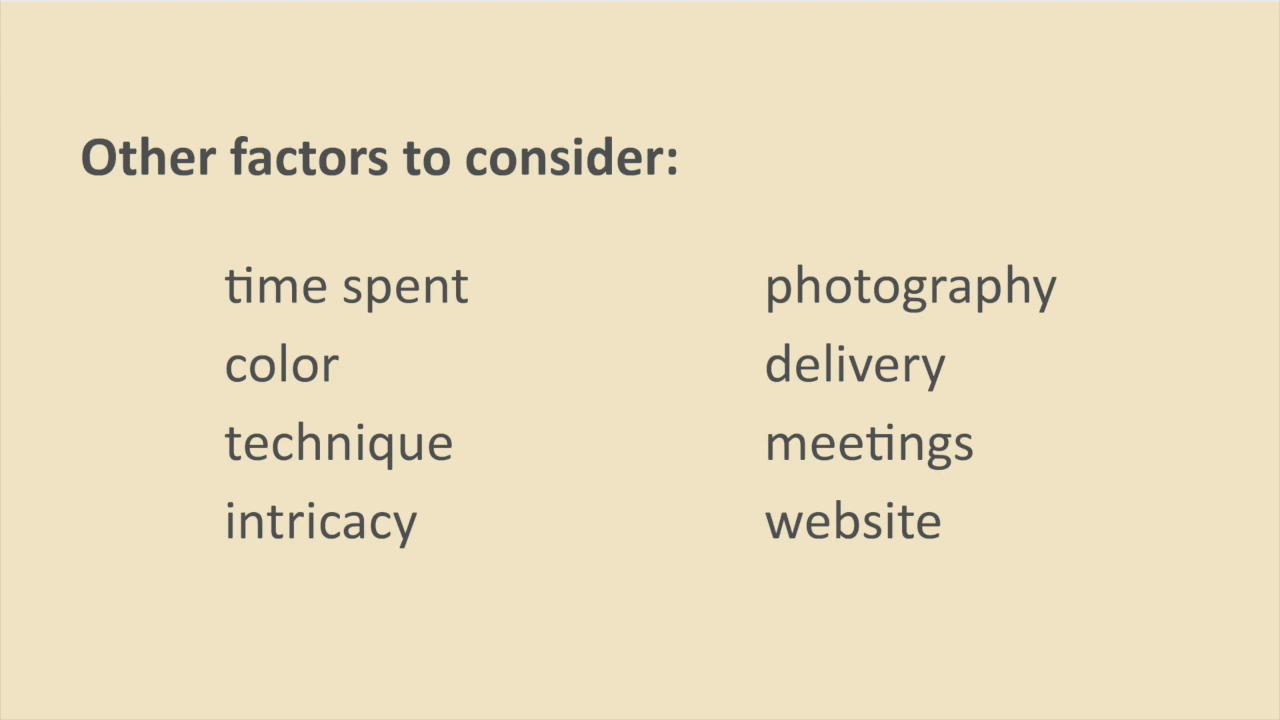 Other factors to consider:
time spent
color
technique
intricacy
photography
delivery
meetings
website